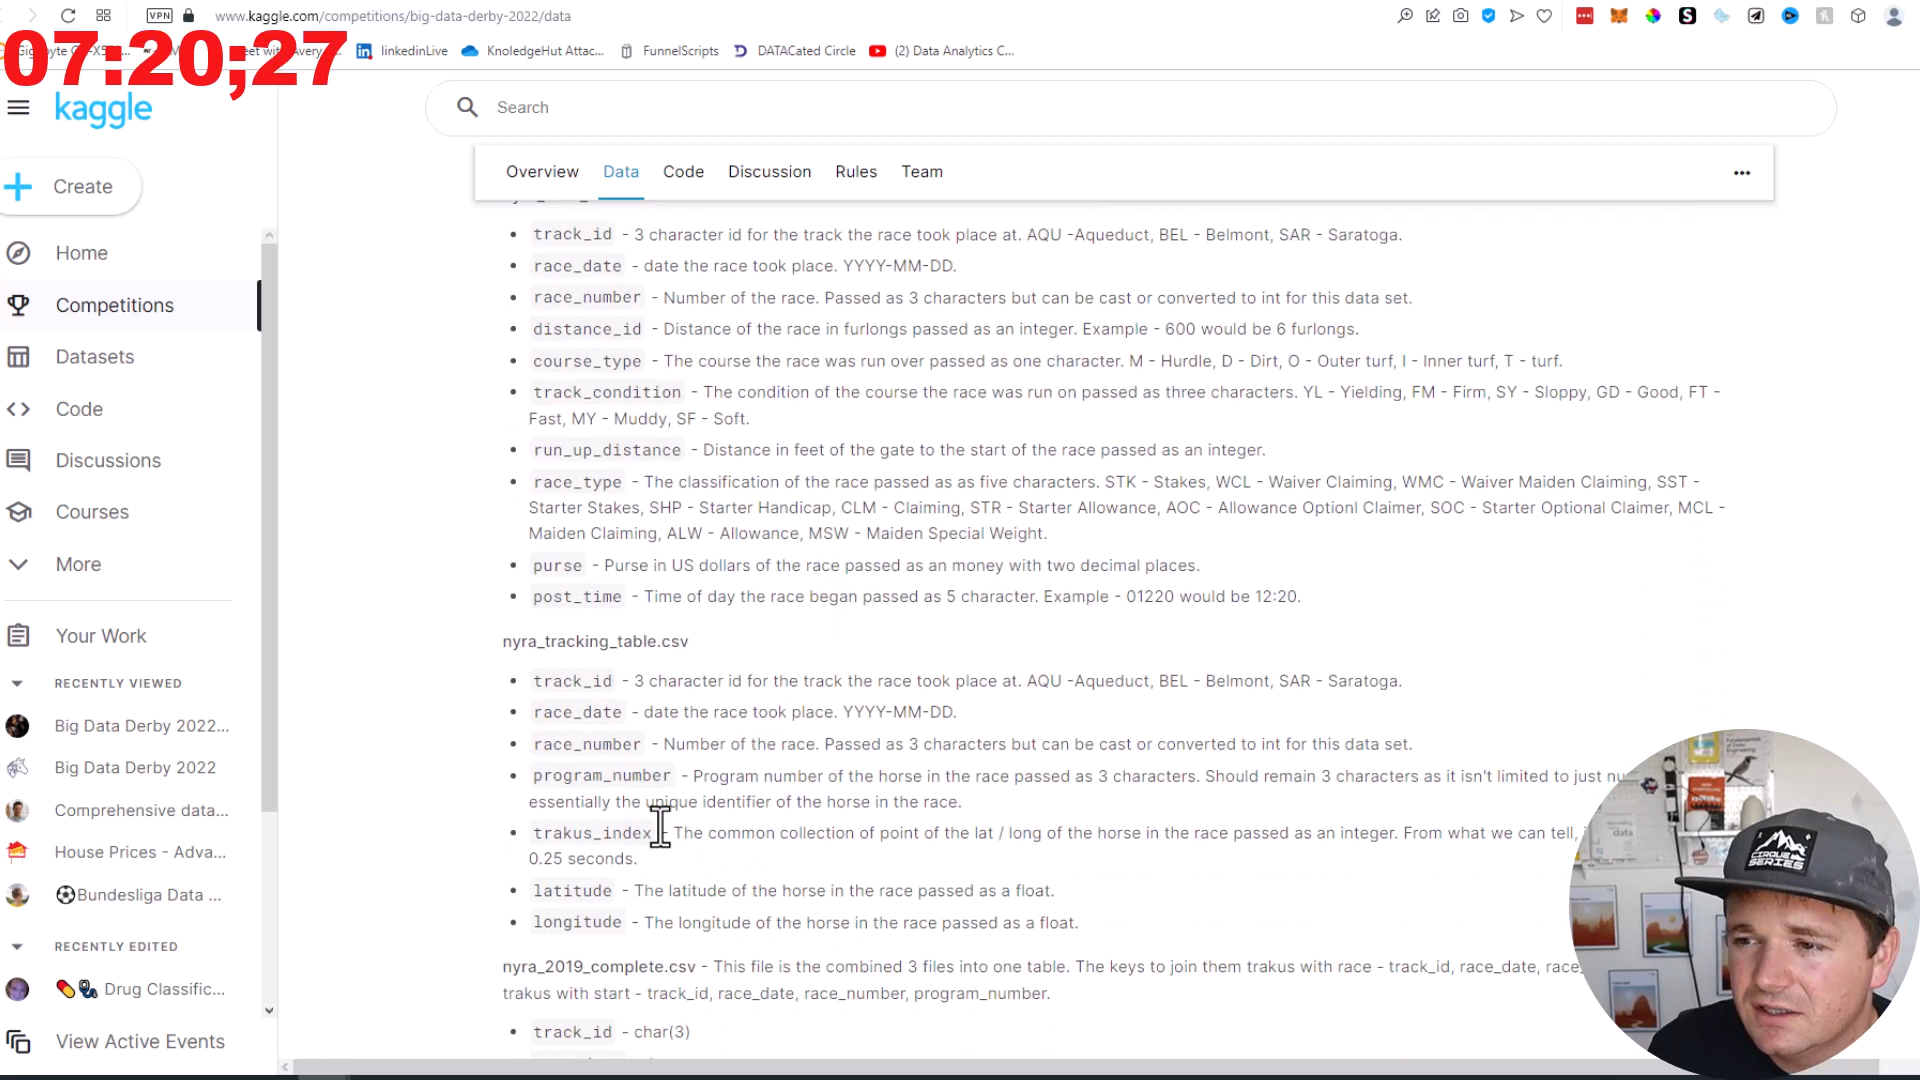 VPN
www.kaggle.com/competitions/big-data-derby-2022/data
07:20;27
linkedinLive
KnoledgeHut Attac...
FunnelScripts
DATACated Circle
(2) Data Analytics C...
kaggle
Search
Create
Overview
Data
Code
Discussion
Rules
Team
Home
Competitions
Datasets
Code
Discussions
Courses
More
Your Work
RECENTLY VIEWED
Big Data Derby 2022...
Big Data Derby 2022
Comprehensive data...
House Prices - Adva...
Bundesliga Data ...
RECENTLY EDITED
Drug Classific...
View Active Events
track_id - 3 character id for the track the race took place at. AQU -Aqueduct, BEL - Belmont, SAR - Saratoga.
race_date - date the race took place. YYYY-MM-DD.
race_number - Number of the race. Passed as 3 characters but can be cast or converted to int for this data set.
distance_id - Distance of the race in furlongs passed as an integer. Example - 600 would be 6 furlongs.
course_type - The course the race was run over passed as one character. M - Hurdle, D - Dirt, O - Outer turf, I - Inner turf, T - turf.
track_condition - The condition of the course the race was run on passed as three characters. YL - Yielding, FM - Firm, SY - Sloppy, GD - Good, FT -
Fast, MY - Muddy, SF - Soft.
run_up_distance - Distance in feet of the gate to the start of the race passed as an integer.
race_type - The classification of the race passed as as five characters. STK - Stakes, WCL - Waiver Claiming, WMC - Waiver Maiden Claiming, SST -
Starter Stakes, SHP - Starter Handicap, CLM - Claiming, STR - Starter Allowance, AOC - Allowance Optionl Claimer, SOC - Starter Optional Claimer, MCL -
Maiden Claiming, ALW - Allowance, MSW - Maiden Special Weight.
purse - Purse in US dollars of the race passed as an money with two decimal places.
post_time - Time of day the race began passed as 5 character. Example - 01220 would be 12:20.
nyra_tracking_table.csv
track_id - 3 character id for the track the race took place at. AQU -Aqueduct, BEL - Belmont, SAR - Saratoga.
race_date - date the race took place. YYYY-MM-DD.
race_number - Number of the race. Passed as 3 characters but can be cast or converted to int for this data set.
program_number - Program number of the horse in the race passed as 3 characters. Should remain 3 characters as it isn't limited to just
essentially the unique identifier of the horse in the race.
trakus_index - The common collection of point of the lat / long of the horse in the race passed as an integer. From what we can tell,
0.25 seconds.
latitude - The latitude of the horse in the race passed as a float.
longitude - The longitude of the horse in the race passed as a float.
nyra_2019_complete.csv - This file is the combined 3 files into one table. The keys to join them trakus with race - track_id, race_date,
trakus with start - track_id, race_date, race_number, program_number.
track_id - char(3)
CIRQUE
SERIES